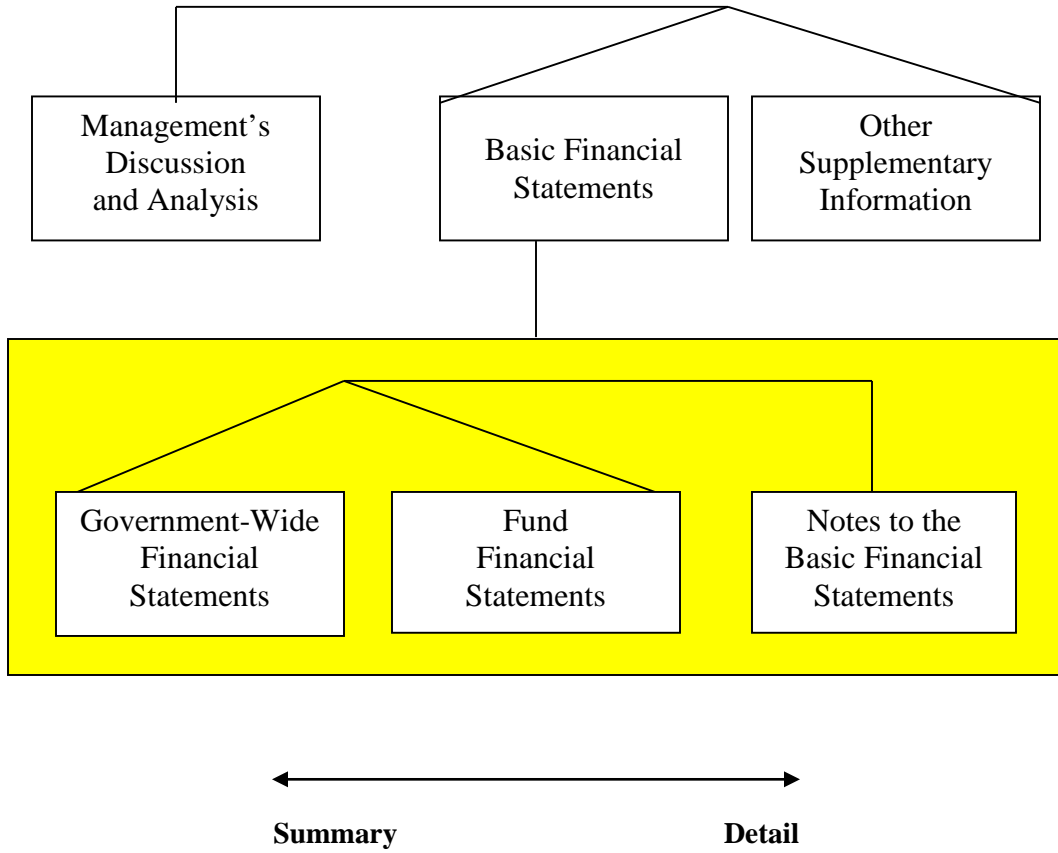 Management’s
Discussion
and Analysis
Basic Financial
Statements
Other
Supplementary
Information
Government-Wide
Financial
Statements
Fund
Financial
Statements
Notes to the
Basic Financial
Statements
Summary
Detail